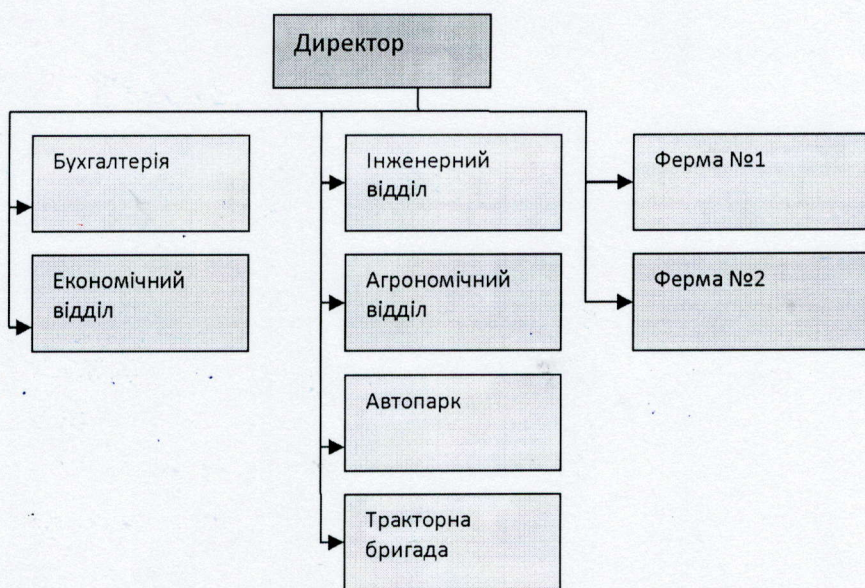 Директор
Бухгалтерія
Економічний
відділ
Інженерний
відділ
Агрономічний
відділ
Автопарк
Тракторна
бригада
Ферма №1
Ферма №2